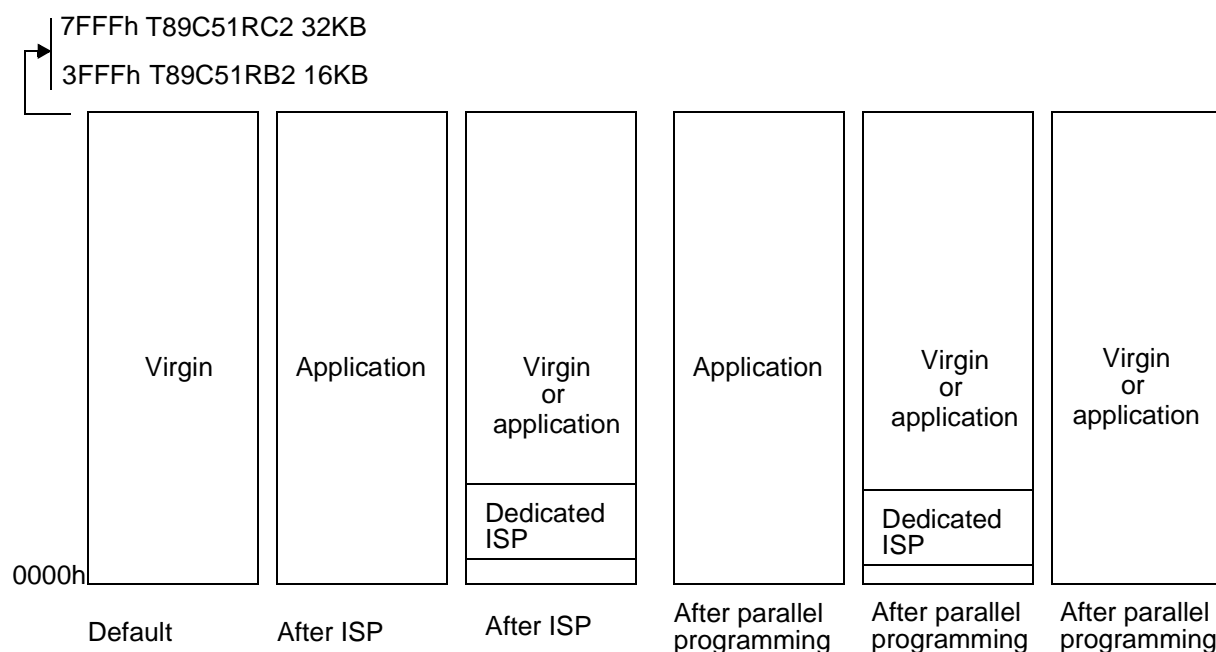 7FFFh T89C51RC2 32KB
3FFFh T89C51RB2 16KB
Virgin
Application
Virgin
or
application
Dedicated
ISP
Application
Virgin
or
application
Dedicated
ISP
Virgin
or
application
0000h
Default
After ISP
After ISP
After parallel
programming
After parallel
programming
After parallel
programming